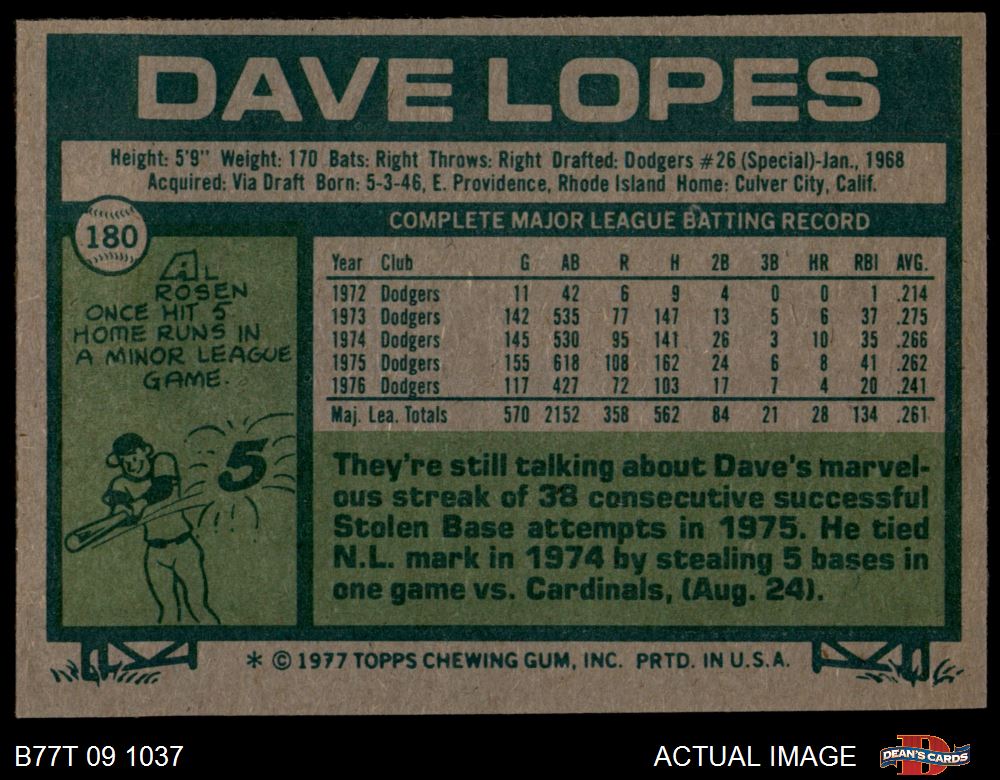 DAVE LOPES
Height: 5'9" Weight: 170 Bats: Right Throws: Right Drafted: Dodgers #26 (Special)-Jan., 1968
Acquired: Via Draft Born: 5-3-46, E. Providence, Rhode Island Home: Culver City, Calif.
180
AL
ROSEN
ONCE HIT 5
HOME RUNS IN
A MINOR LEAGUE
GAME.
5
COMPLETE MAJOR LEAGUE BATTING RECORD
Year Club G AB R H 2B 3B HR RBI AVG.
1972 Dodgers 11 42 6 9 4 0 0 1 .214
1973 Dodgers 142 535 77 147 13 5 6 37 .275
1974 Dodgers 145 530 95 141 26 3 10 35 .266
1975 Dodgers 155 618 108 162 24 6 8 41 .262
1976 Dodgers 117 427 72 103 17 7 4 20 .241
Maj. Lea. Totals 570 2152 358 562 84 21 28 134 .261
They're still talking about Dave's marvel-
ous streak of 38 consecutive successful
Stolen Base attempts in 1975. He tied
N.L. mark in 1974 by stealing 5 bases in
one game vs. Cardinals, (Aug. 24).
* © 1977 TOPPS CHEWING GUM, INC. PRTD. IN U.S.A.
B77T 09 1037
ACTUAL IMAGE
DEAN'S CARDS